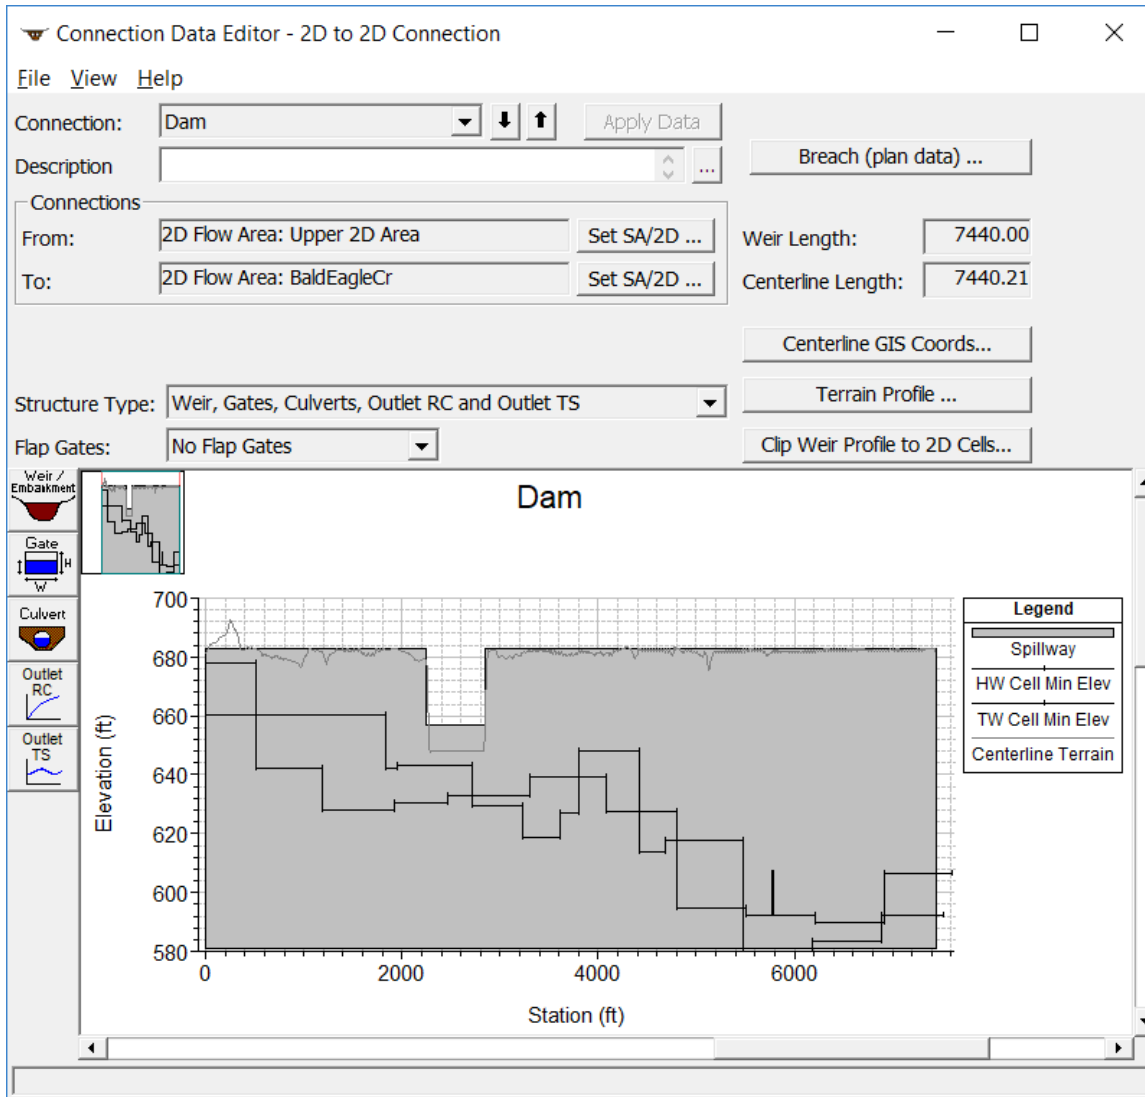 Connection Data Editor - 2D to 2D Connection
File View Help
Connection: Dam Apply Data
Description ... Breach (plan data) ...
Connections
From: 2D Flow Area: Upper 2D Area Set SA/2D ... Weir Length: 7440.00
To: 2D Flow Area: BaldEagleCr Set SA/2D ... Centerline Length: 7440.21
Centerline GIS Coords...
Structure Type: Weir, Gates, Culverts, Outlet RC and Outlet TS Terrain Profile ...
Flap Gates: No Flap Gates Clip Weir Profile to 2D Cells...
Weir /
Embankment
Gate
H
W
Culvert
Outlet
RC
Outlet
TS
Dam
700
680
660
640
620
600
580
Elevation (ft)
0 2000 4000 6000
Station (ft)
Legend
Spillway
HW Cell Min Elev
TW Cell Min Elev
Centerline Terrain